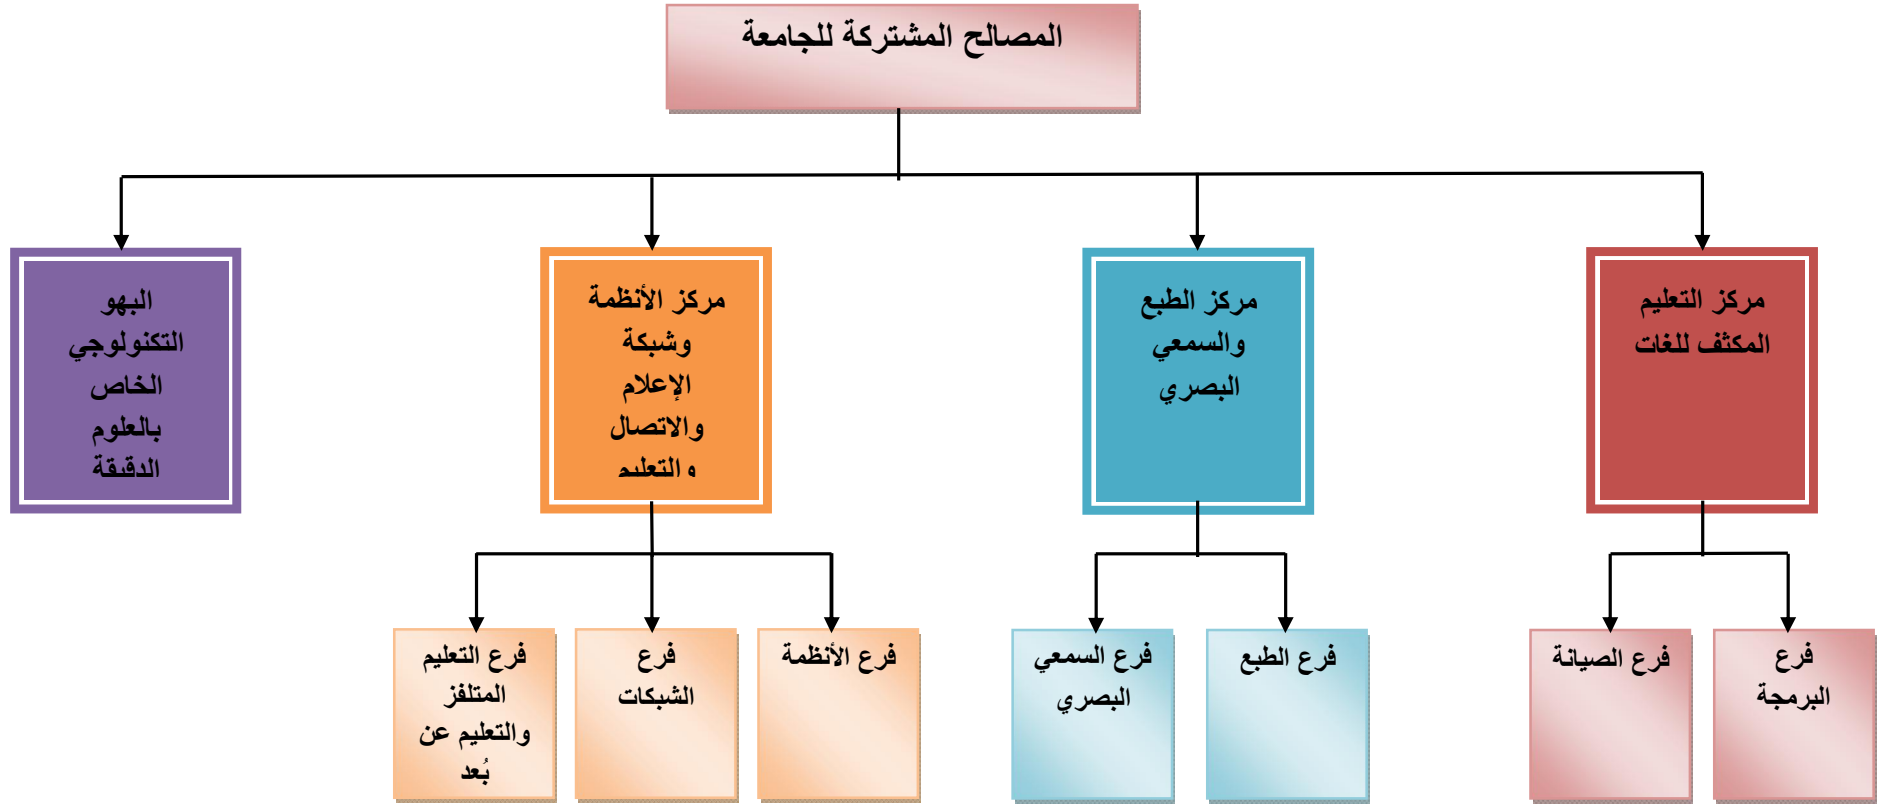 المصالح المشتركة للجامعة
مركز التعليم
المكثف للغات
مركز الطبع
والسمعي
البصري
مركز الأنظمة
وشبكة
الإعلام
والاتصال
والتعليم
البهو
التكنولوجي
الخاص
بالعلوم
الدقيقة
فرع
البرمجة
فرع الصيانة
فرع الطبع
فرع السمعي
البصري
فرع الأنظمة
فرع
الشبكات
فرع التعليم
المتلفز
والتعليم عن
بُعد